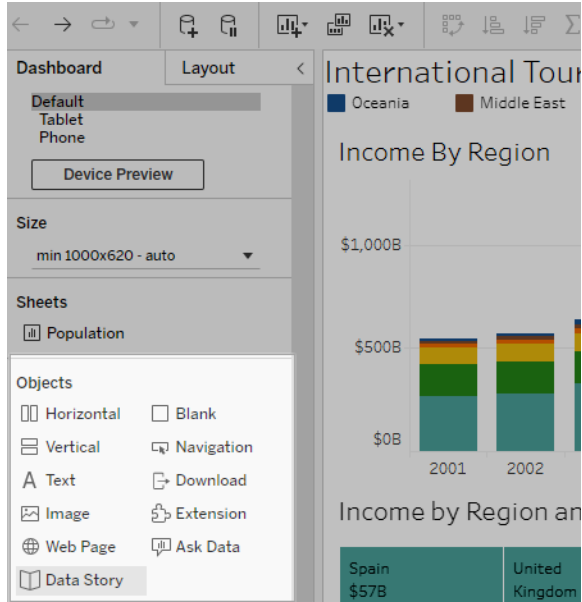 Dashboard
Layout
Default
Tablet
Phone
Device Preview
Size
min 1000x620 - auto
Sheets
Population
Objects
Horizontal
Blank
Vertical
Navigation
Text
Download
Image
Extension
Web Page
Ask Data
Data Story
International Tour
Oceania
Middle East
Income By Region
$1,000B
$500B
$0B
2001
2002
Income by Region an
Spain
$57B
United
Kingdom